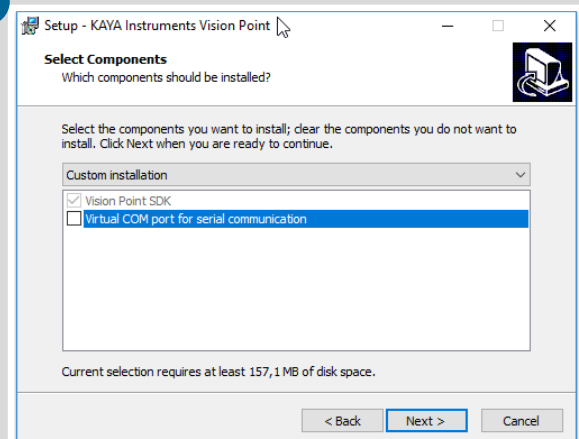 Setup - KAYA Instruments Vision Point
Select Components
Which components should be installed?
Select the components you want to install; clear the components you do not want to
install. Click Next when you are ready to continue.
Custom installation
Vision Point SDK
Virtual COM port for serial communication
Current selection requires at least 157,1 MB of disk space.
< Back Next > Cancel